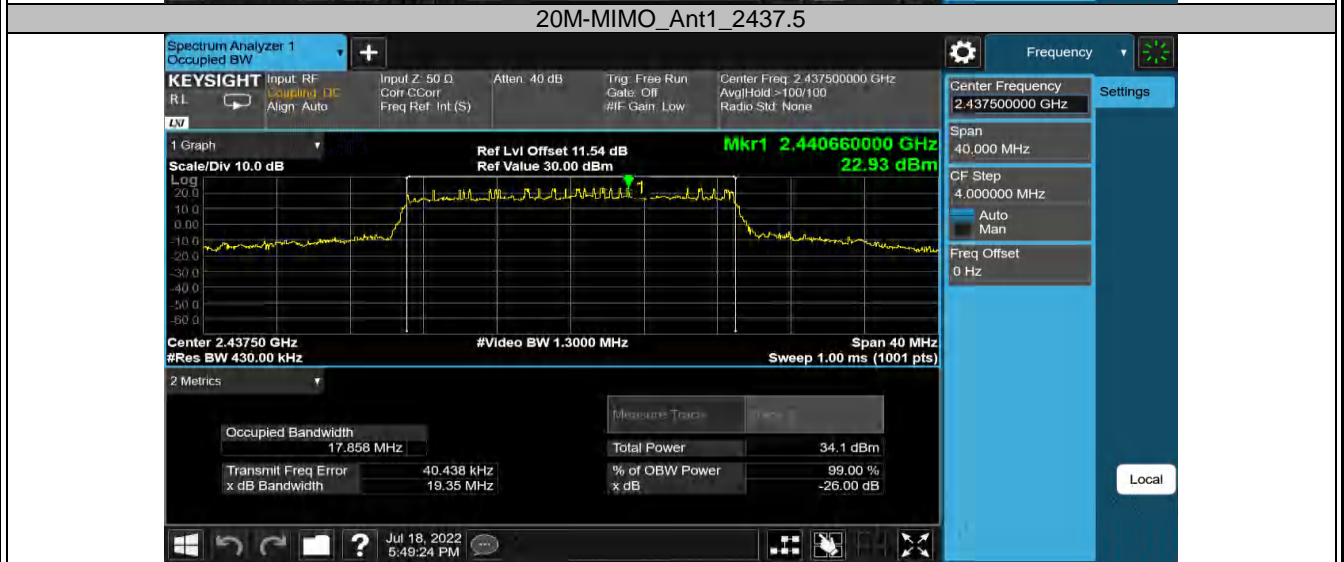 20M-MIMO_Ant1_2437.5
Spectrum Analyzer 1
Occupied BW
+
Frequency
KEYSIGHT
RL
LXI
Input: RF
Coupling: DC
Align: Auto
Input Z: 50 Ω
Corr CCorr
Freq Ref: Int (S)
Atten: 40 dB
Trig: Free Run
Gate: Off
#IF Gain: Low
Center Freq: 2.437500000 GHz
Avg|Hold:>100/100
Radio Std: None
Center Frequency
2.437500000 GHz
Settings
Span
40.000 MHz
CF Step
4.000000 MHz
Auto
Man
Freq Offset
0 Hz
1 Graph
Scale/Div 10.0 dB
Ref Lvl Offset 11.54 dB
Ref Value 30.00 dBm
Mkr1 2.440660000 GHz
22.93 dBm
Log
20.0
10.0
0.00
-10.0
-20.0
-30.0
-40.0
-50.0
-60.0
1
Center 2.43750 GHz
#Res BW 430.00 kHz
#Video BW 1.3000 MHz
Span 40 MHz
Sweep 1.00 ms (1001 pts)
2 Metrics
Measure Trace
Occupied Bandwidth
17.858 MHz
Total Power 34.1 dBm
Transmit Freq Error 40.438 kHz
% of OBW Power 99.00 %
x dB Bandwidth 19.35 MHz
x dB -26.00 dB
Local
?
Jul 18, 2022
5:49:24 PM